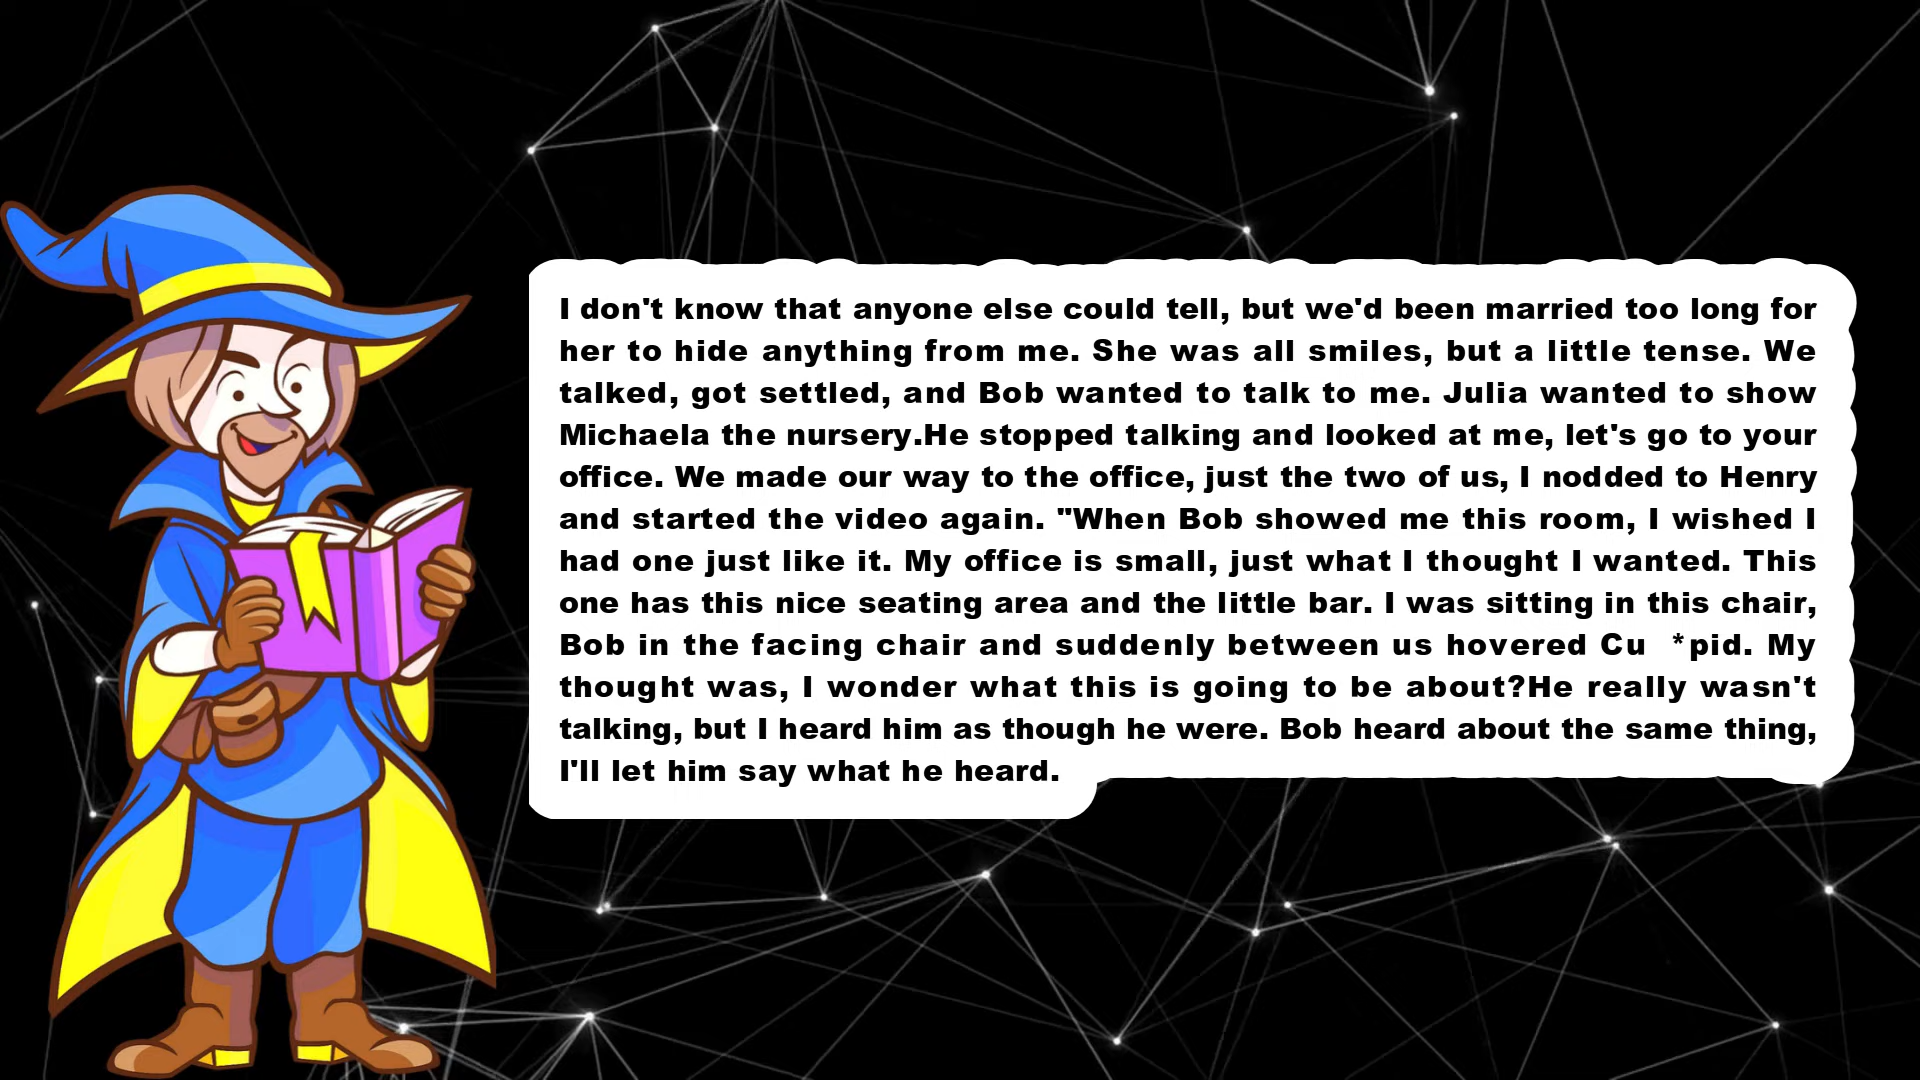 I don't know that anyone else could tell, but we'd been married too long for
her to hide anything from me. She was all smiles, but a little tense. We
talked, got settled, and Bob wanted to talk to me. Julia wanted to show
Michaela the nursery.He stopped talking and looked at me, let's go to your
office. We made our way to the office, just the two of us, I nodded to Henry
and started the video again. "When Bob showed me this room, I wished I
had one just like it. My office is small, just what I thought I wanted. This
one has this nice seating area and the little bar. I was sitting in this chair,
Bob in the facing chair and suddenly between us hovered Cu  *pid. My
thought was, I wonder what this is going to be about?He really wasn't
talking, but I heard him as though he were. Bob heard about the same thing,
I'll let him say what he heard.